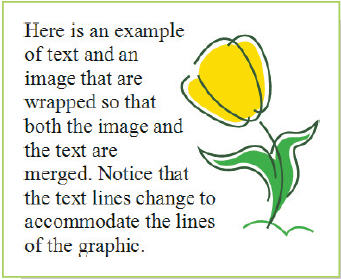 Here is an example
of text and an
image that are
wrapped so that
both the image and
the text are
merged. Notice that
the text lines change to
accommodate the lines
of the graphic.